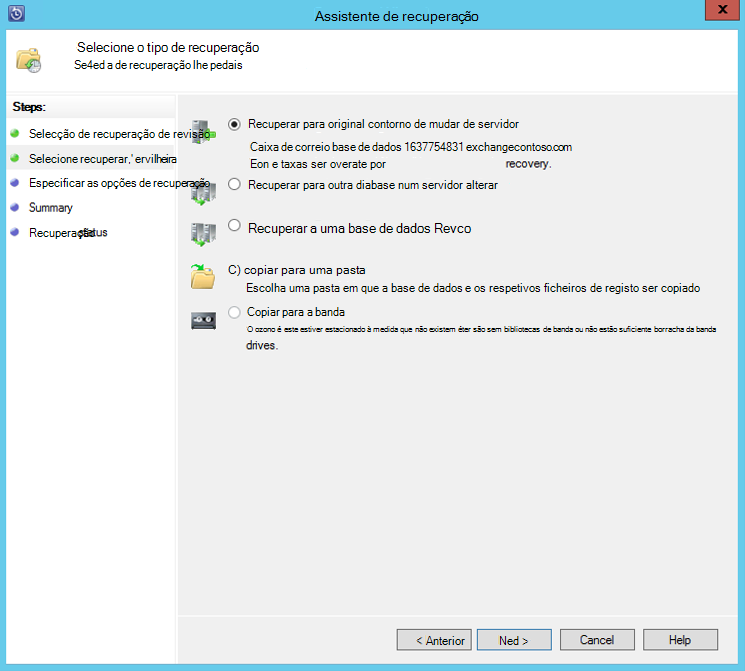 Assistente de recuperação
Selecione o tipo de recuperação
Se4ed a de recuperação lhe pedais
Steps:
Selecção de recuperação de revisão
Selecione recuperar,' ervilheira
Especificar as opções de recuperação
Summary
Recuperação status
Recuperar para original contorno de mudar de servidor
Caixa de correio base de dados 1637754831 exchangecontoso.com
Eon e taxas ser overate por recovery.
Recuperar para outra diabase num servidor alterar
Recuperar a uma base de dados Revco
C) copiar para uma pasta
Escolha uma pasta em que a base de dados e os respetivos ficheiros de registo ser copiado
Copiar para a banda
O ozono é este estiver estacionado à medida que não existem éter são sem bibliotecas de banda ou não estão suficiente borracha da banda
drives.
< Anterior
Ned >
Cancel
Help